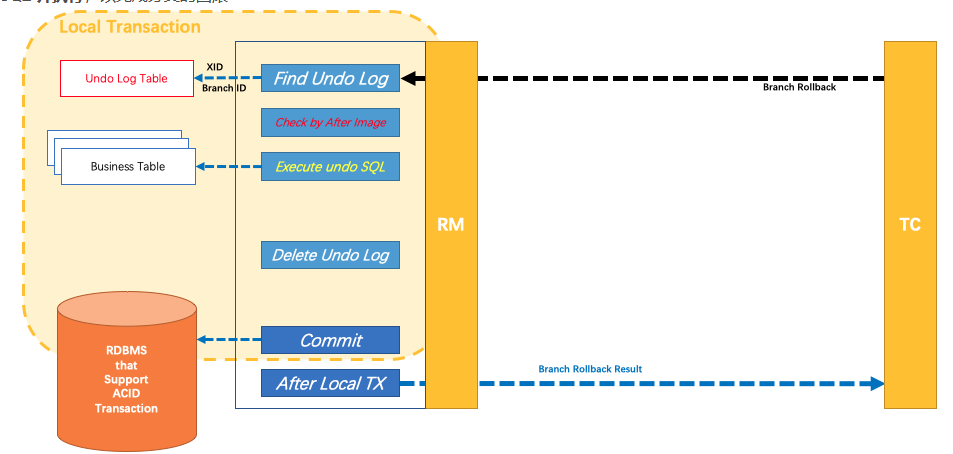 Local Transaction
Undo Log Table
XID
Branch ID
Find Undo Log
Branch Rollback
Check by After Image
Business Table
Execute undo SQL
RM
TC
Delete Undo Log
Commit
RDBMS
that
Support
ACID
Transaction
After Local TX
Branch Rollback Result